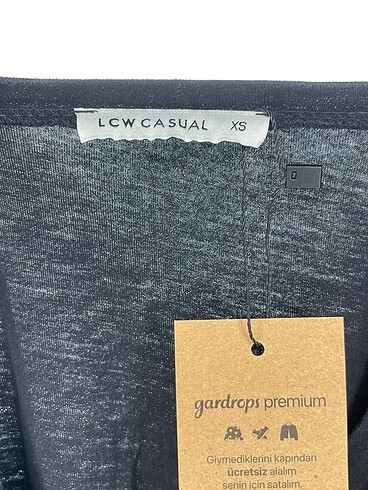 LCW CASUAL XS
gardrops premium
Giymediklerini kapından
ücretsiz alalım
senin için satalım.